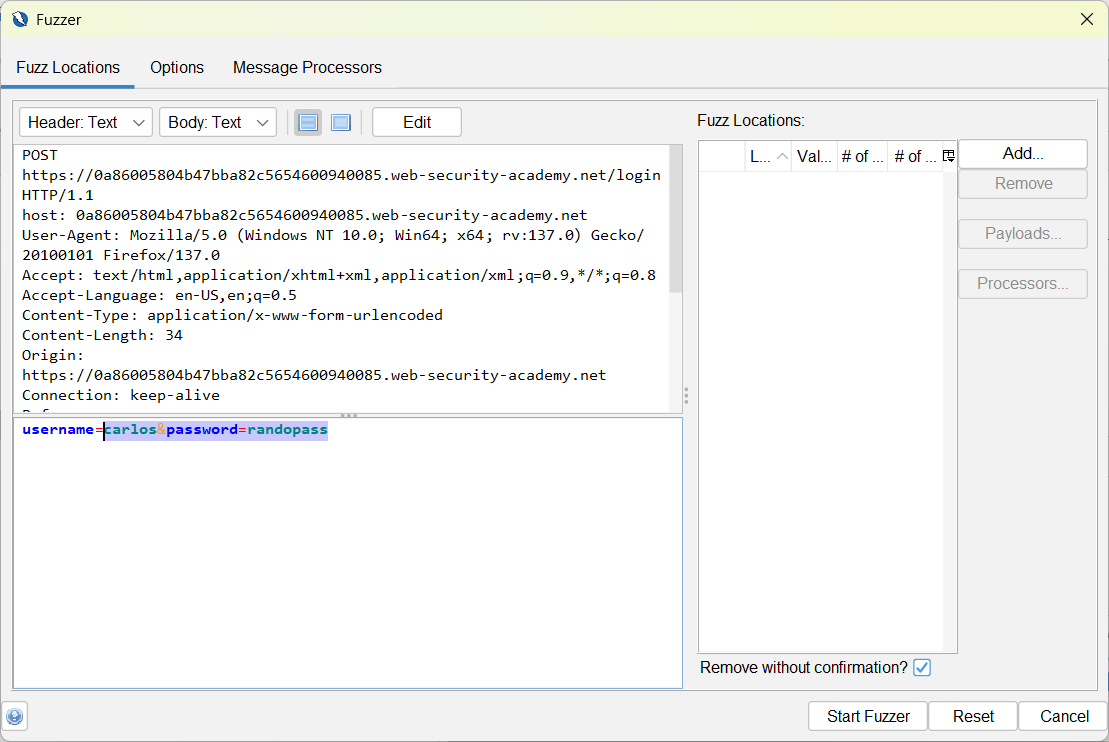 Fuzzer
Fuzz Locations Options Message Processors
Header: Text Body: Text Edit
POST
https://0a86005804b47bba82c5654600940085.web-security-academy.net/login
HTTP/1.1
host: 0a86005804b47bba82c5654600940085.web-security-academy.net
User-Agent: Mozilla/5.0 (Windows NT 10.0; Win64; x64; rv:137.0) Gecko/
20100101 Firefox/137.0
Accept: text/html,application/xhtml+xml,application/xml;q=0.9,*/*;q=0.8
Accept-Language: en-US,en;q=0.5
Content-Type: application/x-www-form-urlencoded
Content-Length: 34
Origin:
https://0a86005804b47bba82c5654600940085.web-security-academy.net
Connection: keep-alive
username=carlos&password=randopass
Fuzz Locations:
L... Val... # of ... # of ...
Add...
Remove
Payloads...
Processors...
Remove without confirmation?
Start Fuzzer Reset Cancel